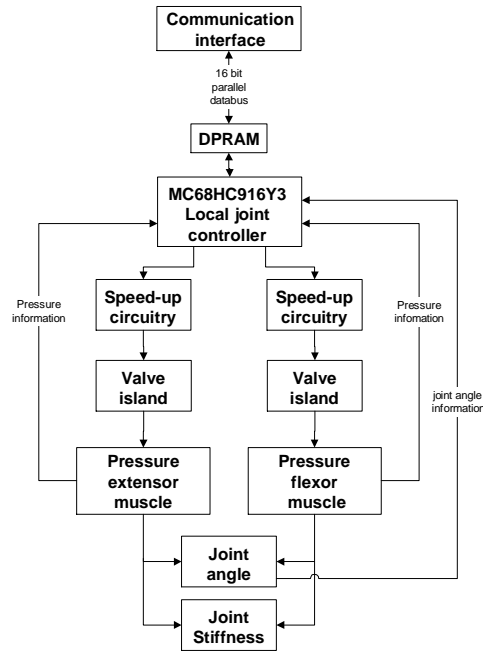 Communication
interface
16 bit
parallel
databus
DPRAM
MC68HC916Y3
Local joint
controller
Speed-up
circuitry
Speed-up
circuitry
Pressure
information
Pressure
infomation
Valve
island
Valve
island
joint angle
information
Pressure
extensor
muscle
Pressure
flexor
muscle
Joint
angle
Joint
Stiffness